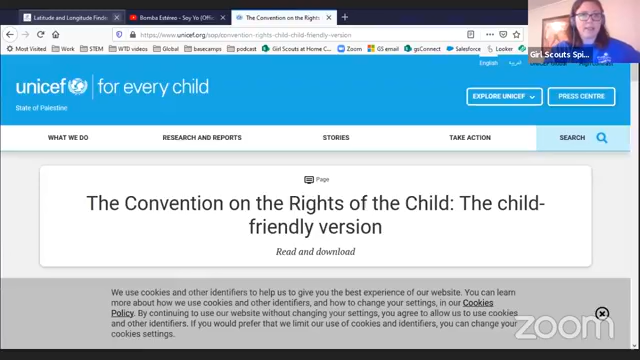 Latitude and Longitude Finde
Bomba Estéreo - Soy Yo (Offici
The Convention on the Rights
https://www.unicef.org/sop/convention-rights-child-child-friendly-version
Most Visited Work STEM WTD Videos Global Basecamp podcast Girl Scouts at Home C... Zoom GS email gsConnect Salesforce Looker
Girl Scouts Spi...
English العربية
unicef for every child
State of Palestine
EXPLORE UNICEF
PRESS CENTRE
WHAT WE DO
RESEARCH AND REPORTS
STORIES
TAKE ACTION
SEARCH
Page
The Convention on the Rights of the Child: The child-
friendly version
Read and download
We use cookies and other identifiers to help us to give you the best experience of our website. You can learn
more about how we use cookies and other identifiers, and how to change your settings, in our Cookies
Policy. By continuing to use our website without changing your settings, you agree to allow us to use cookies
and other identifiers. If you would prefer that we limit our use of cookies and identifiers, you can change your
cookies settings.
zoom